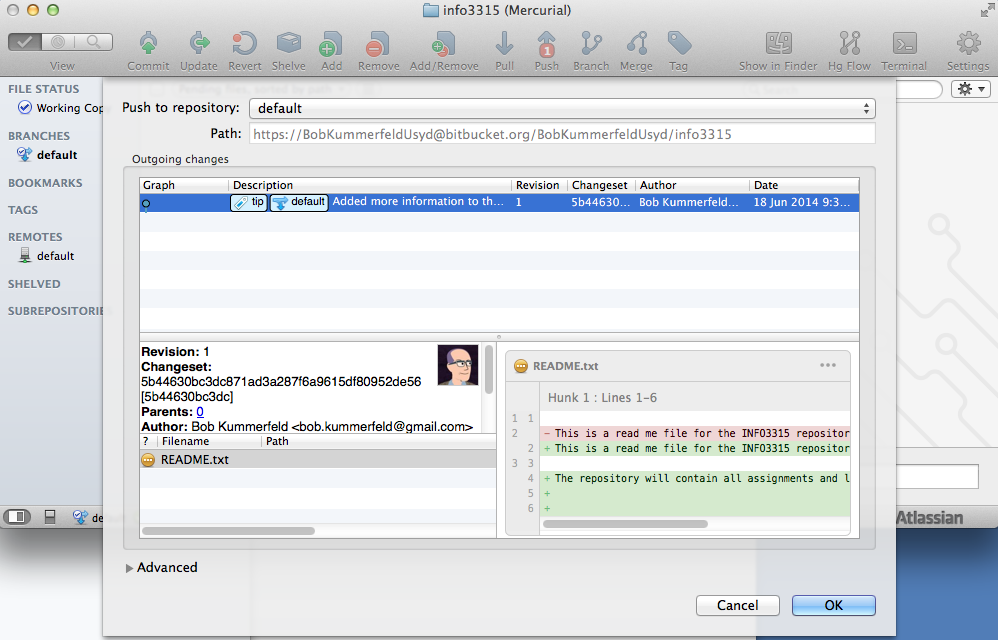 info3315 (Mercurial)
View
Commit
Update
Revert
Shelve
Add
Remove
Add/Remove
Pull
1
Push
Branch
Merge
Tag
Show in Finder
Hg Flow
Terminal
Settings
FILE STATUS
Working Cop
BRANCHES
default
BOOKMARKS
TAGS
REMOTES
default
SHELVED
SUBREPOSITORIE
Push to repository: default
Path: https://BobKummerfeldUsyd@bitbucket.org/BobKummerfeldUsyd/info3315
Outgoing changes
Graph Description Revision Changeset Author Date
tip default Added more information to th... 1 5b44630... Bob Kummerfeld... 18 Jun 2014 9:3...
Revision: 1
Changeset:
5b44630bc3dc871ad3a287f6a9615df80952de56
[5b44630bc3dc]
Parents: 0
Author: Bob Kummerfeld <bob.kummerfeld@gmail.com>
? Filename Path
README.txt
README.txt
Hunk 1 : Lines 1-6
1 1
2 - This is a read me file for the INFO3315 repositor
2 + This is a read me file for the INFO3315 repositor
3 3
4 + The repository will contain all assignments and l
5 +
6 +
de
Atlassian
Advanced
Cancel
OK